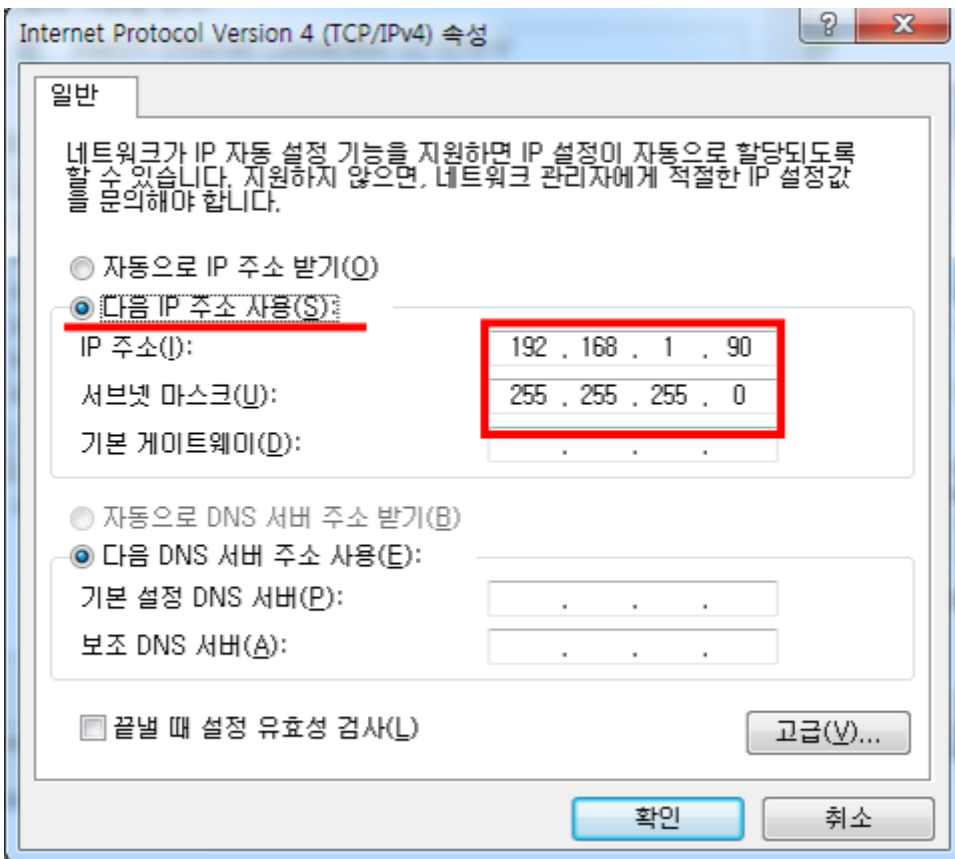 Internet Protocol Version 4 (TCP/IPv4) 속성
일반
네트워크가 IP 자동 설정 기능을 지원하면 IP 설정이 자동으로 할당되도록
할 수 있습니다. 지원하지 않으면, 네트워크 관리자에게 적절한 IP 설정값
을 문의해야 합니다.
자동으로 IP 주소 받기(O)
다음 IP 주소 사용(S):
IP 주소(I): 192 . 168 . 1 . 90
서브넷 마스크(U): 255 . 255 . 255 . 0
기본 게이트웨이(D): . . .
자동으로 DNS 서버 주소 받기(B)
다음 DNS 서버 주소 사용(E):
기본 설정 DNS 서버(P): . . .
보조 DNS 서버(A): . . .
끝낼 때 설정 유효성 검사(L)
고급(V)...
확인 취소